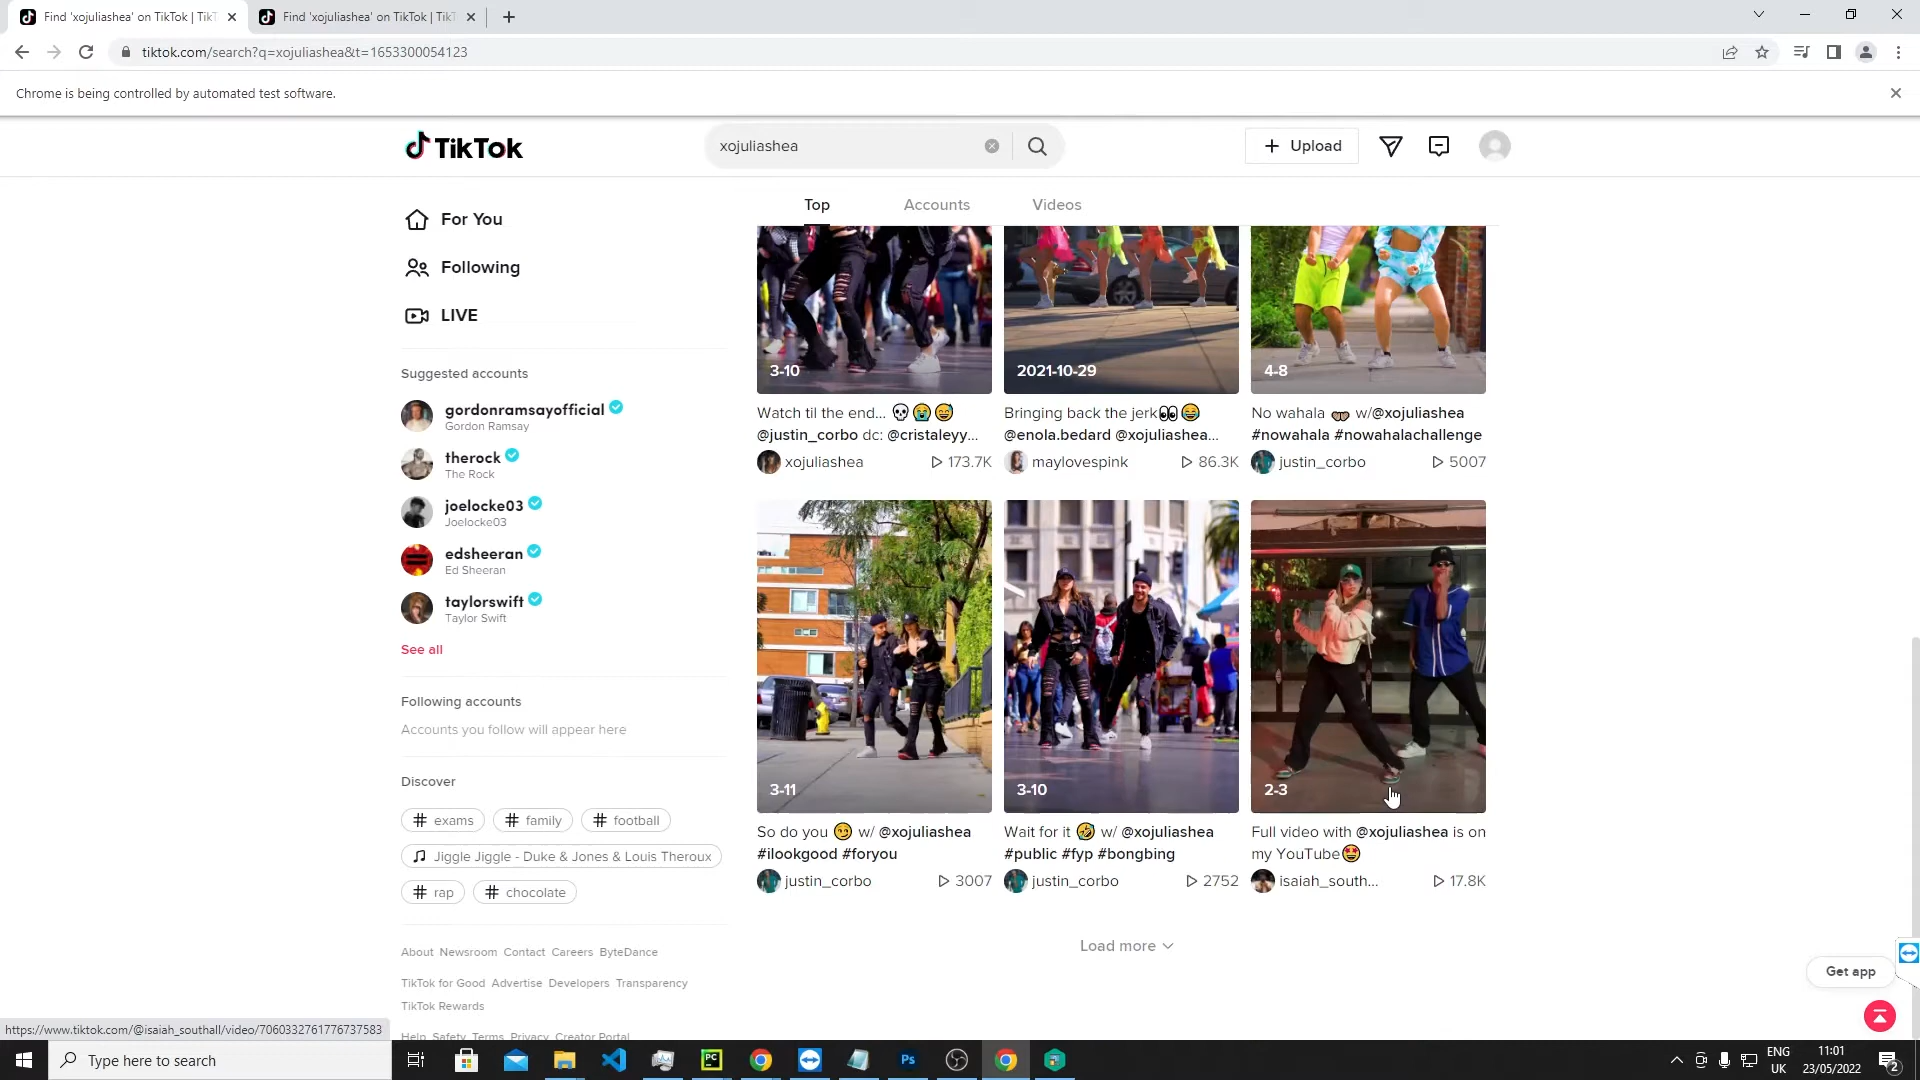 Find 'xojuliashea' on TikTok | TikT
Find 'xojuliashea' on TikTok | TikT
tiktok.com/search?q=xojuliashea&t=1653300054123
Chrome is being controlled by automated test software.
TikTok
xojuliashea
Upload
For You
Following
LIVE
Suggested accounts
gordonramsayofficial
Gordon Ramsay
therock
The Rock
joelocke03
Joelocke03
edsheeran
Ed Sheeran
taylorswift
Taylor Swift
See all
Following accounts
Accounts you follow will appear here
Discover
# exams # family # football
Jiggle Jiggle - Duke & Jones & Louis Theroux
# rap # chocolate
About Newsroom Contact Careers ByteDance
TikTok for Good Advertise Developers Transparency
TikTok Rewards
Help Safety Terms Privacy Creator Portal
Top Accounts Videos
3-10
Watch til the end... 💀😭😅
@justin_corbo dc: @cristaleyy...
xojuliashea 173.7K
2021-10-29
Bringing back the jerk👀😂
@enola.bedard @xojuliashea...
maylovespink 86.3K
4-8
No wahala w/@xojuliashea
#nowahala #nowahalachallenge
justin_corbo 5007
3-11
So do you 😏 w/ @xojuliashea
#ilookgood #foryou
justin_corbo 3007
3-10
Wait for it 🤣 w/ @xojuliashea
#public #fyp #bongbing
justin_corbo 2752
2-3
Full video with @xojuliashea is on
my YouTube🤩
isaiah_south... 17.8K
Load more
Get app
https://www.tiktok.com/@isaiah_southall/video/7060332761776737583
Type here to search
PC
Ps
ENG
UK
11:01
23/05/2022
2